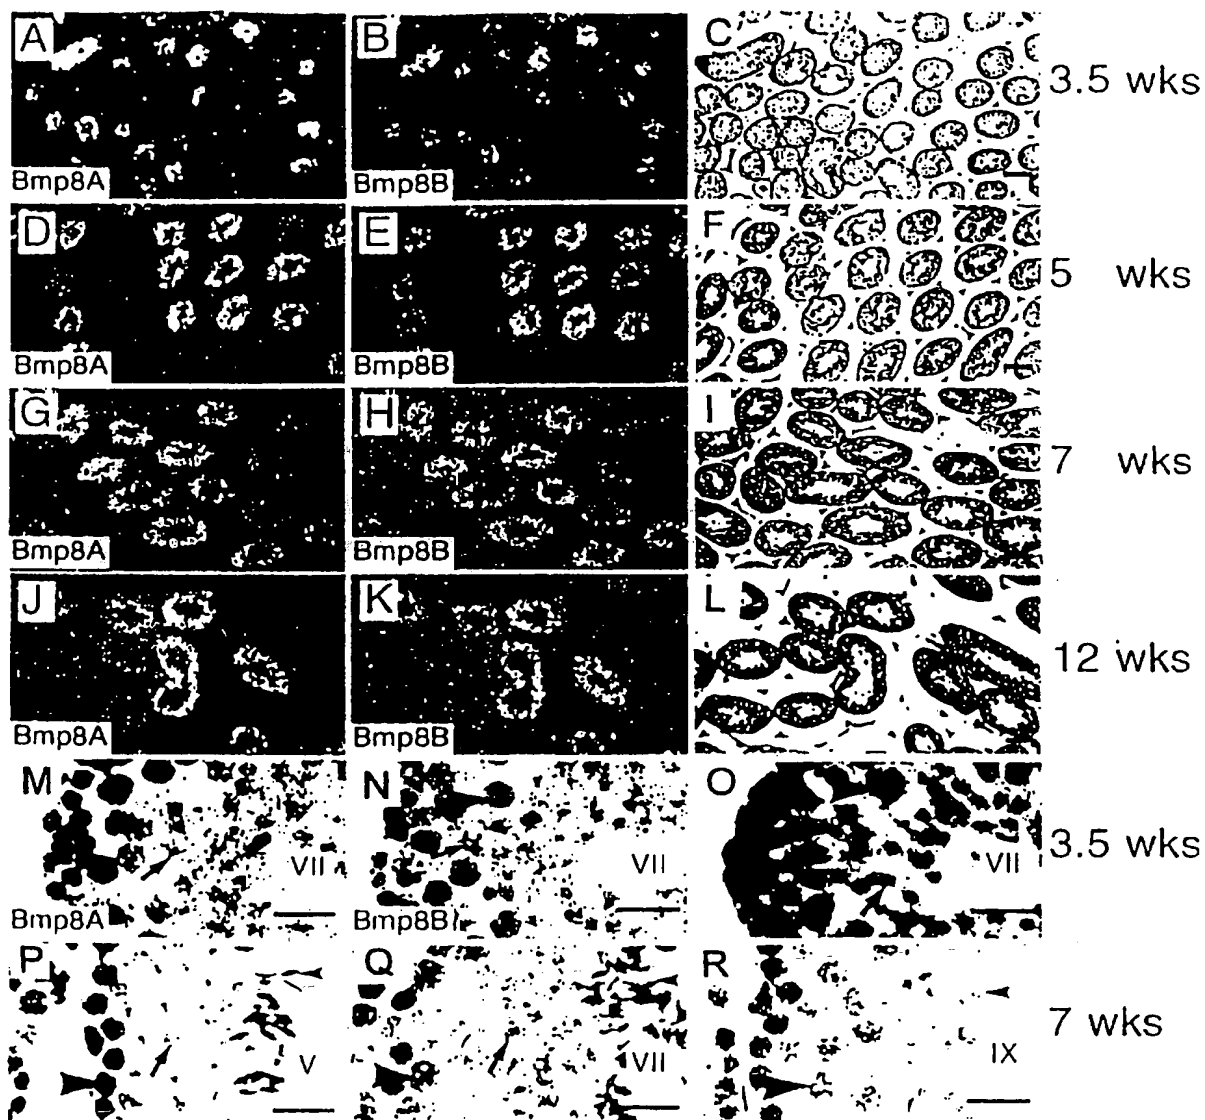 A B C 3.5 wks
Bmp8A Bmp8B
D E F 5 wks
Bmp8A Bmp8B
G H I 7 wks
Bmp8A Bmp8B
J K L 12 wks
Bmp8A Bmp8B
M N O 3.5 wks
VII VII VII
Bmp8A Bmp8B
P Q R 7 wks
V VII IX